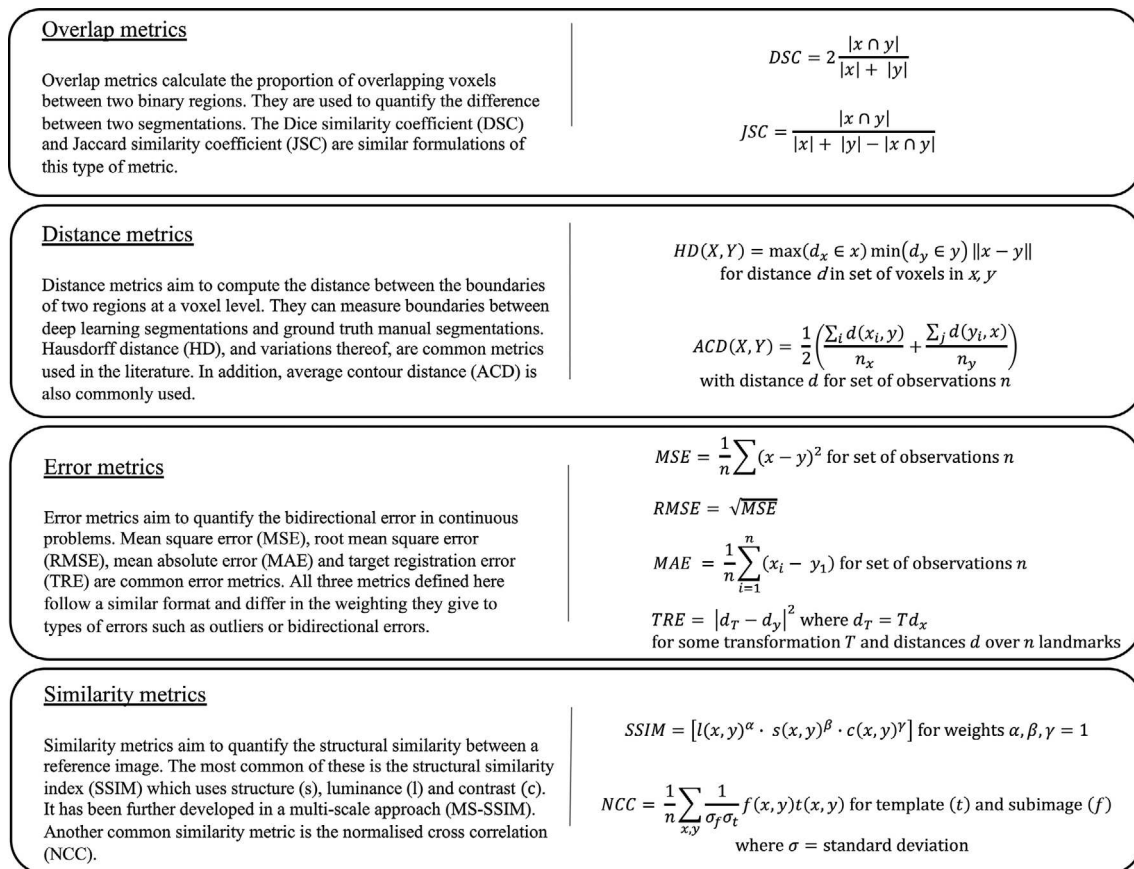 Overlap metrics
Overlap metrics calculate the proportion of overlapping voxels
between two binary regions. They are used to quantify the difference
between two segmentations. The Dice similarity coefficient (DSC)
and Jaccard similarity coefficient (JSC) are similar formulations of
this type of metric.
DSC = 2 |x ∩ y| / (|x| + |y|)
JSC = |x ∩ y| / (|x| + |y| − |x ∩ y|)
Distance metrics
Distance metrics aim to compute the distance between the boundaries
of two regions at a voxel level. They can measure boundaries between
deep learning segmentations and ground truth manual segmentations.
Hausdorff distance (HD), and variations thereof, are common metrics
used in the literature. In addition, average contour distance (ACD) is
also commonly used.
HD(X,Y) = max(dₓ ∈ x) min(d_y ∈ y) ‖x − y‖
for distance d in set of voxels in x, y
ACD(X,Y) = 1/2 (∑ᵢ d(xᵢ, y) / nₓ + ∑ⱼ d(yᵢ, x) / n_y)
with distance d for set of observations n
Error metrics
Error metrics aim to quantify the bidirectional error in continuous
problems. Mean square error (MSE), root mean square error
(RMSE), mean absolute error (MAE) and target registration error
(TRE) are common error metrics. All three metrics defined here
follow a similar format and differ in the weighting they give to
types of errors such as outliers or bidirectional errors.
MSE = 1/n ∑(x − y)² for set of observations n
RMSE = √MSE
MAE = 1/n ∑ᵢ₌₁ⁿ (xᵢ − y₁) for set of observations n
TRE = |d_T − d_y|² where d_T = Tdₓ
for some transformation T and distances d over n landmarks
Similarity metrics
Similarity metrics aim to quantify the structural similarity between a
reference image. The most common of these is the structural similarity
index (SSIM) which uses structure (s), luminance (l) and contrast (c).
It has been further developed in a multi-scale approach (MS-SSIM).
Another common similarity metric is the normalised cross correlation
(NCC).
SSIM = [l(x, y)^α · s(x, y)^β · c(x, y)^γ] for weights α, β, γ = 1
NCC = 1/n ∑_{x,y} 1/(σ_f σ_t) f(x, y)t(x, y) for template (t) and subimage (f)
where σ = standard deviation